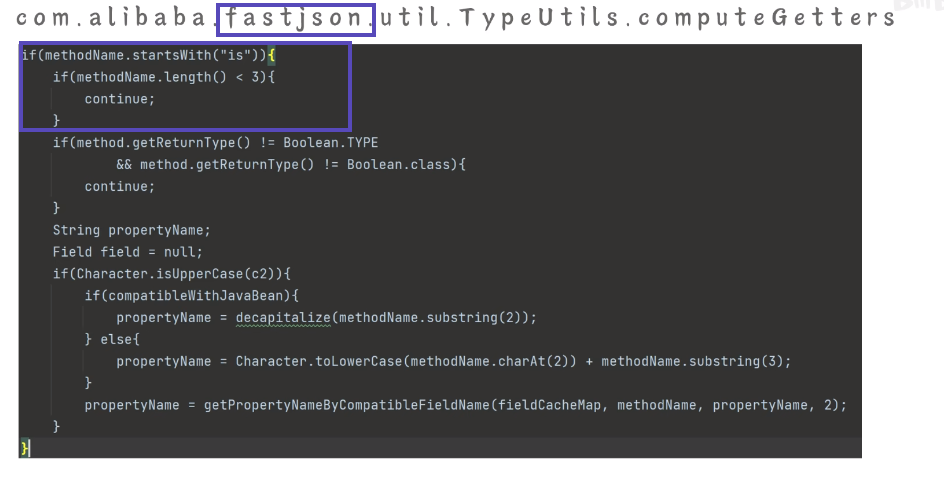 com.alibaba.fastjson.util.TypeUtils.computeGetters
if(methodName.startsWith("is")){
    if(methodName.length() < 3){
        continue;
    }
    if(method.getReturnType() != Boolean.TYPE
            && method.getReturnType() != Boolean.class){
        continue;
    }
    String propertyName;
    Field field = null;
    if(Character.isUpperCase(c2)){
        if(compatibleWithJavaBean){
            propertyName = decapitalize(methodName.substring(2));
        } else{
            propertyName = Character.toLowerCase(methodName.charAt(2)) + methodName.substring(3);
        }
        propertyName = getPropertyNameByCompatibleFieldName(fieldCacheMap, methodName, propertyName, 2);
    }
}